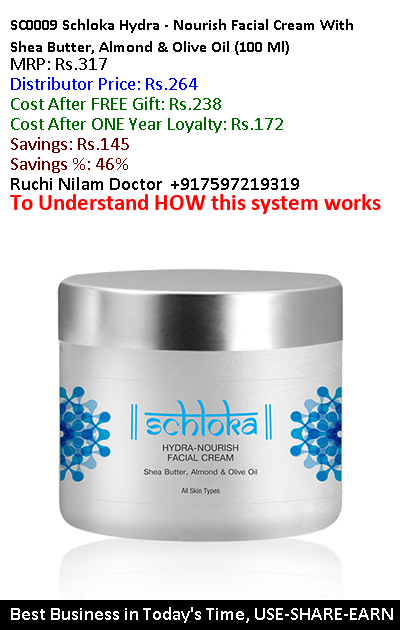 SC0009 Schloka Hydra - Nourish Facial Cream With
Shea Butter, Almond & Olive Oil (100 Ml)
MRP: Rs.317
Distributor Price: Rs.264
Cost After FREE Gift: Rs.238
Cost After ONE Year Loyalty: Rs.172
Savings: Rs.145
Savings %: 46%
Ruchi Nilam Doctor +917597219319
To Understand HOW this system works
|| schloka ||
HYDRA-NOURISH
FACIAL CREAM
Shea Butter, Almond & Olive Oil
All Skin Types
Best Business in Today's Time, USE-SHARE-EARN